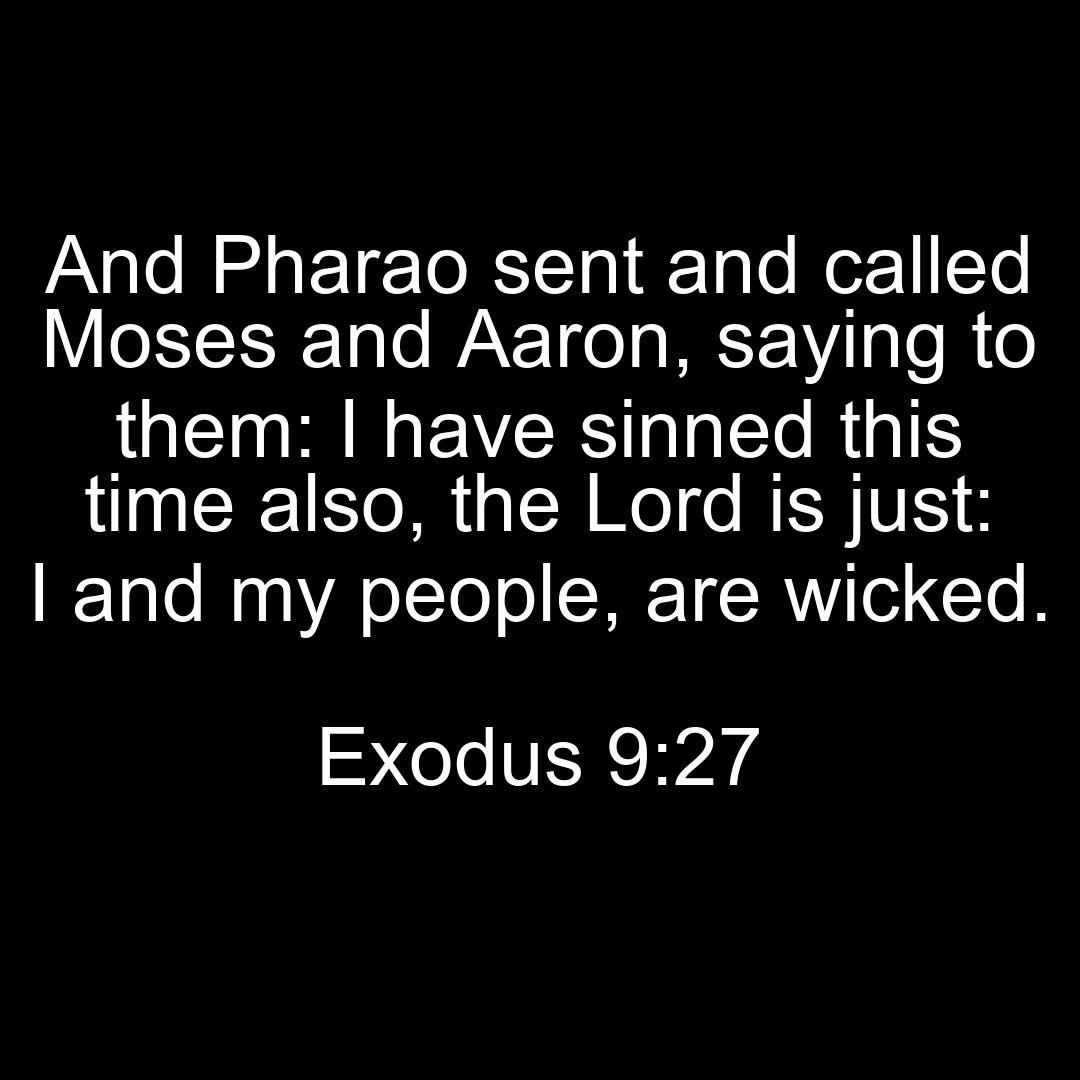 And Pharao sent and called
Moses and Aaron, saying to
them: I have sinned this
time also, the Lord is just:
I and my people, are wicked.
Exodus 9:27